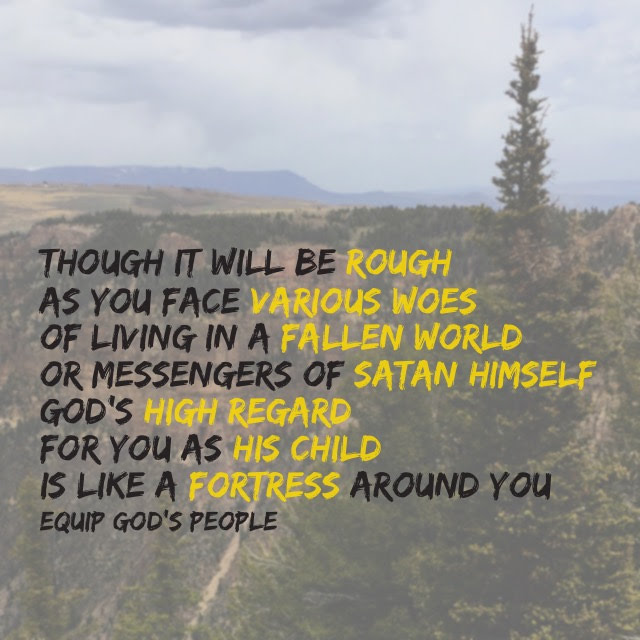 THOUGH IT WILL BE ROUGH
AS YOU FACE VARIOUS WOES
OF LIVING IN A FALLEN WORLD
OR MESSENGERS OF SATAN HIMSELF
GOD'S HIGH REGARD
FOR YOU AS HIS CHILD
IS LIKE A FORTRESS AROUND YOU
EQUIP GOD'S PEOPLE